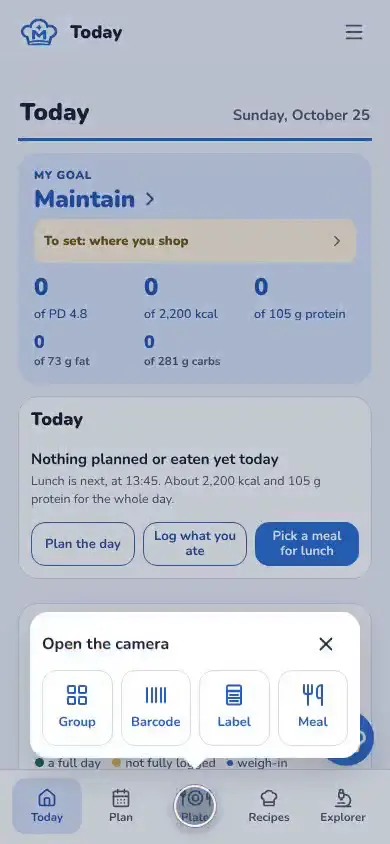 M
Today
Today
Sunday, October 25
MY GOAL
Maintain
To set: where you shop
0
0
0
of PD 4.8
of 2,200 kcal
of 105 g protein
0
0
of 73 g fat
of 281 g carbs
Today
Nothing planned or eaten yet today
Lunch is next, at 13:45. About 2,200 kcal and 105 g
protein for the whole day.
Plan the day
Log what you
ate
Pick a meal
for lunch
Open the camera
Group
Barcode
Label
Meal
a full day
not fully logged
weigh-in
Today
Plan
Plate
Recipes
Explorer